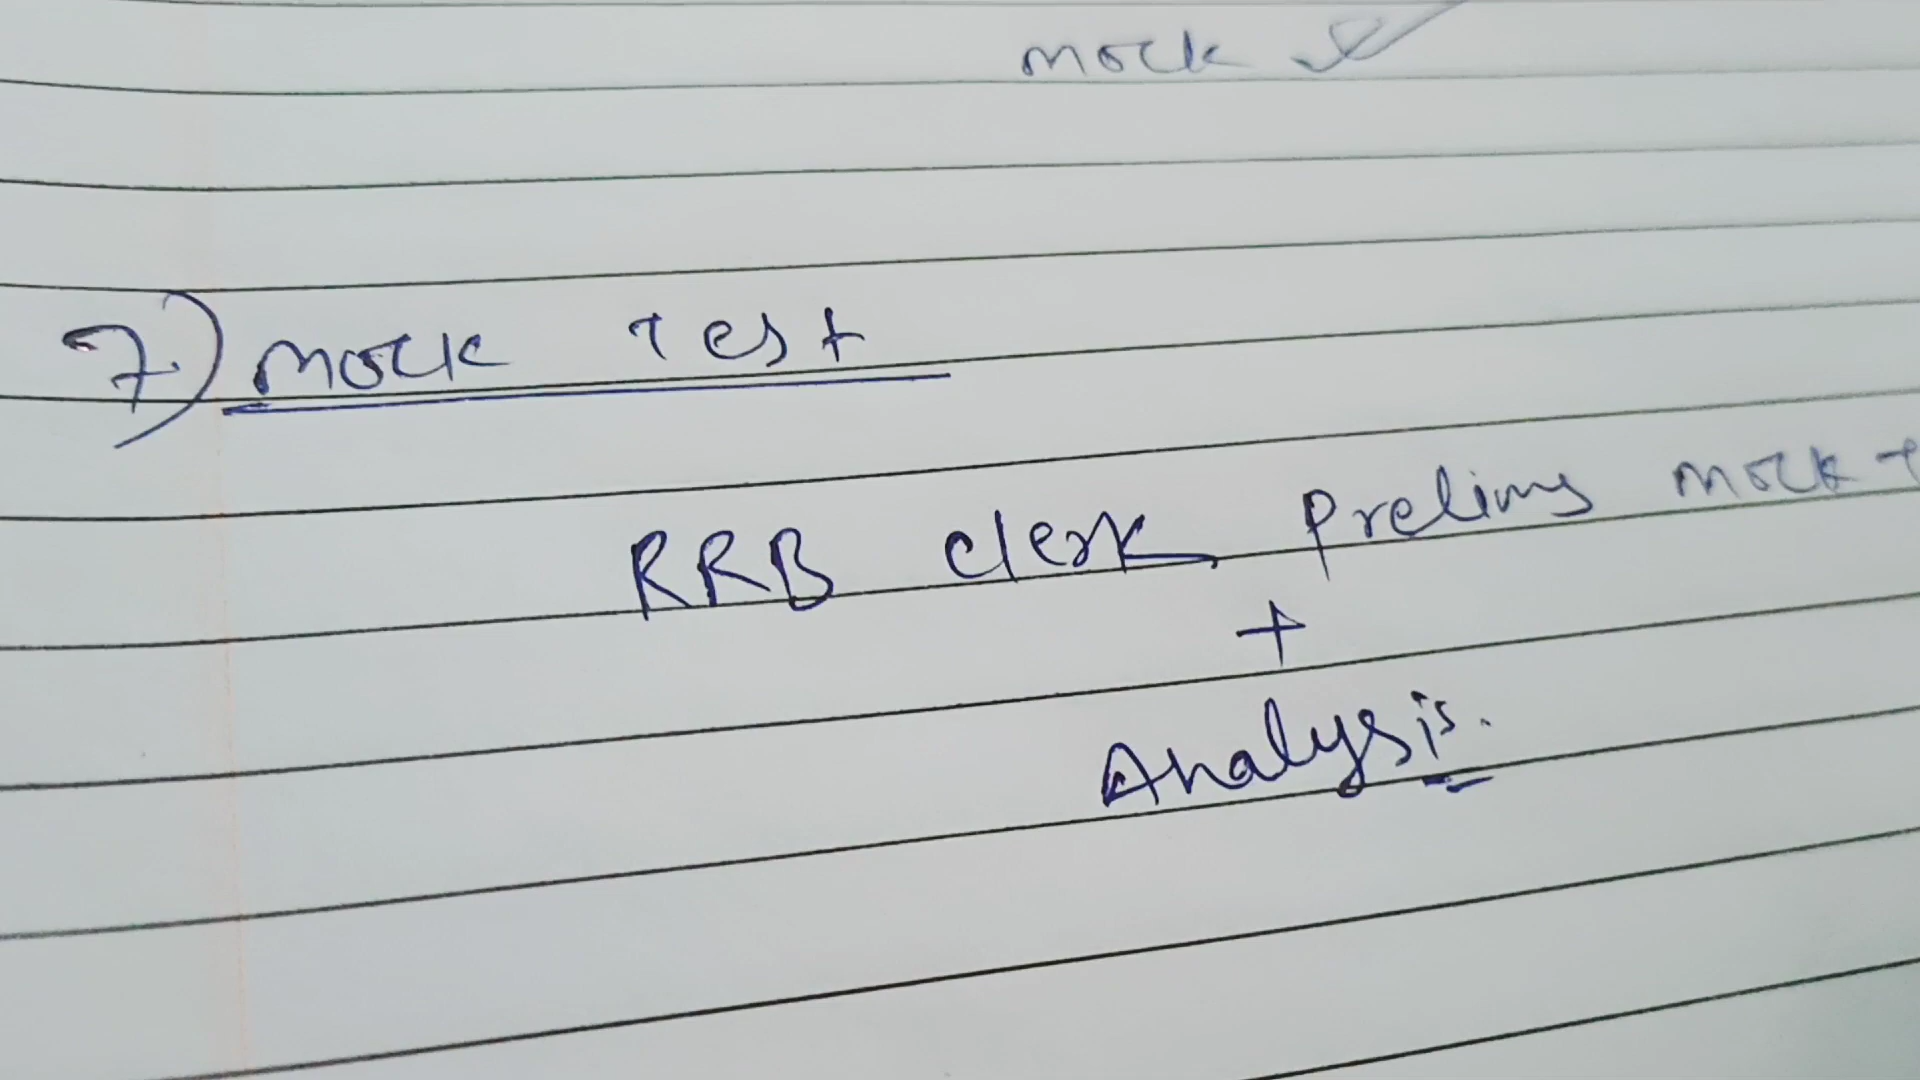 mock
7.) mock Test
RRB clerk Prelims mock
+
Analysis.